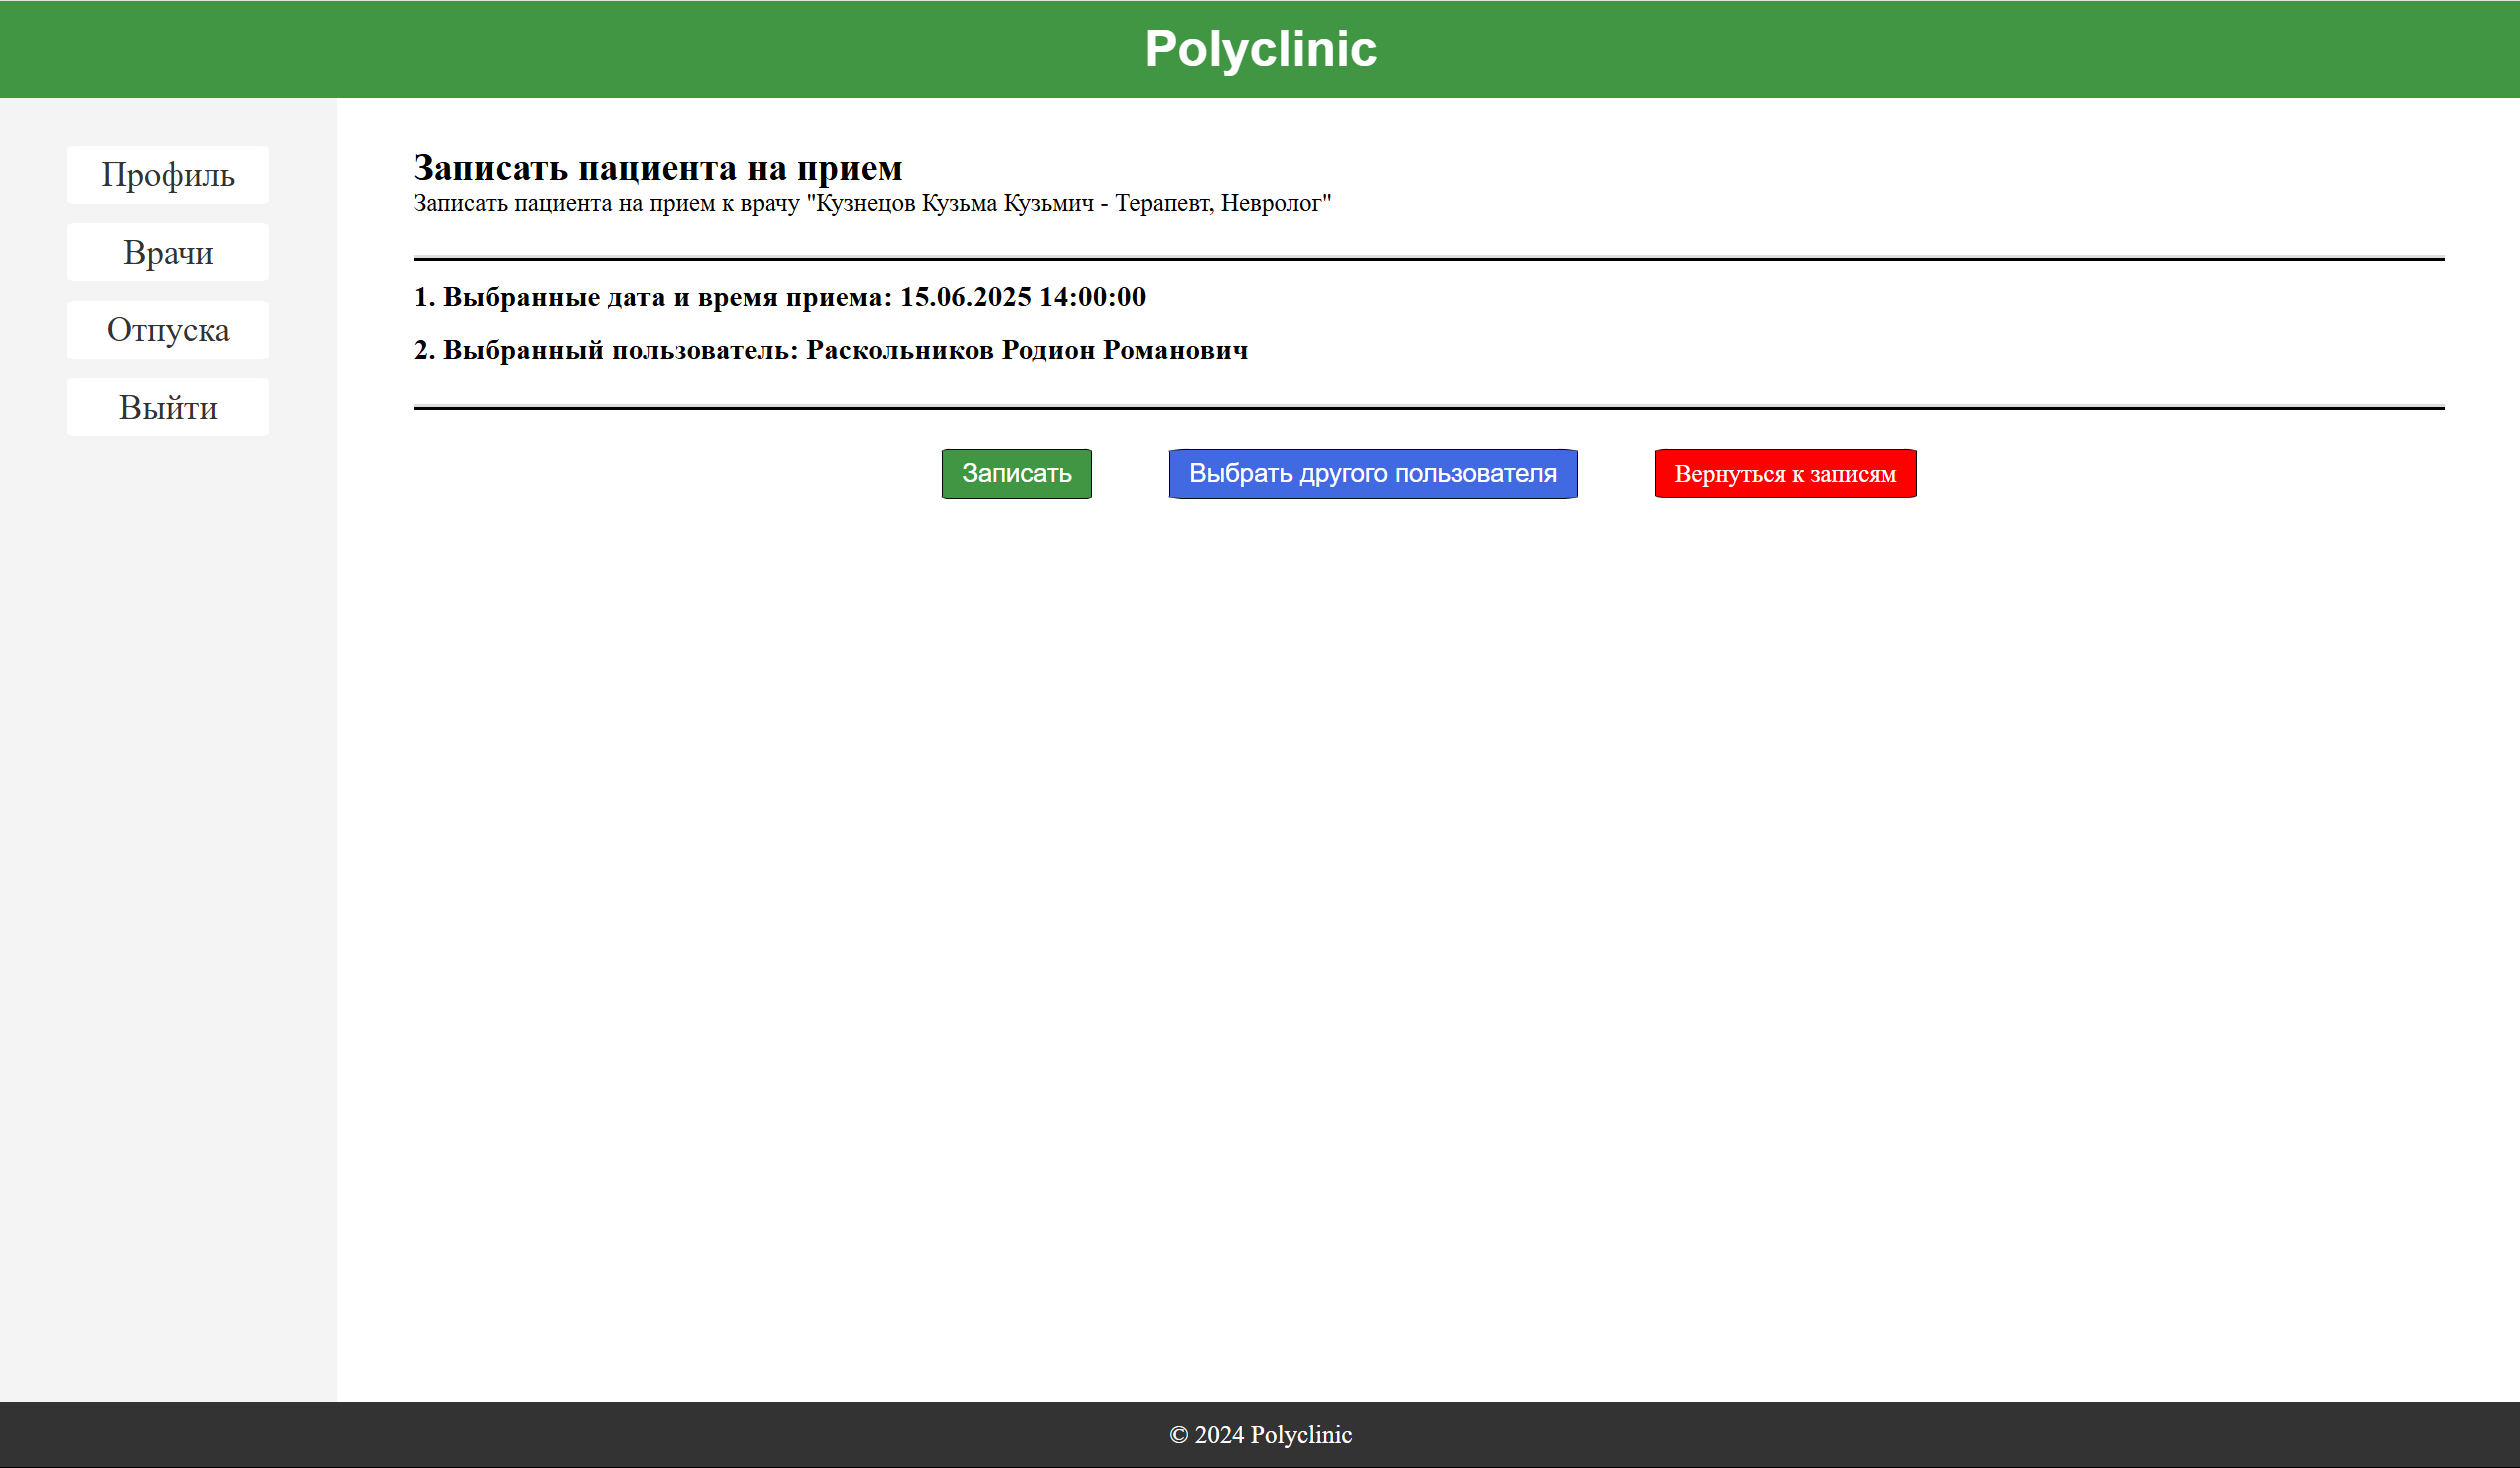 Polyclinic
Профиль
Врачи
Отпуска
Выйти
Записать пациента на прием
Записать пациента на прием к врачу "Кузнецов Кузьма Кузьмич - Терапевт, Невролог"
1. Выбранные дата и время приема: 15.06.2025 14:00:00
2. Выбранный пользователь: Раскольников Родион Романович
Записать
Выбрать другого пользователя
Вернуться к записям
© 2024 Polyclinic